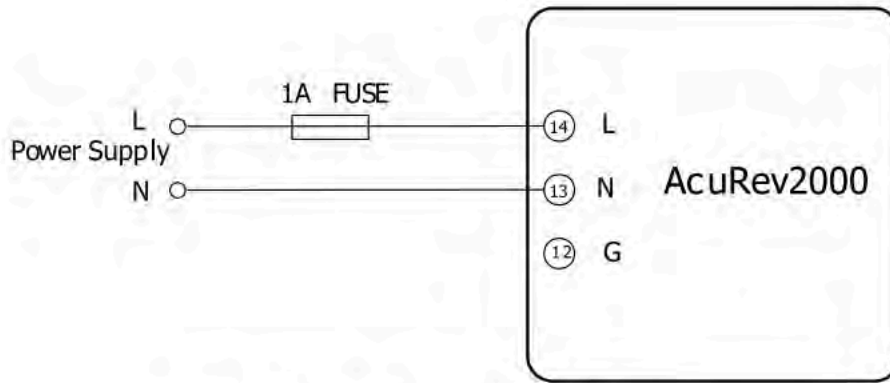 1A FUSE
L
Power Supply
N
14 L
13 N
12 G
AcuRev2000